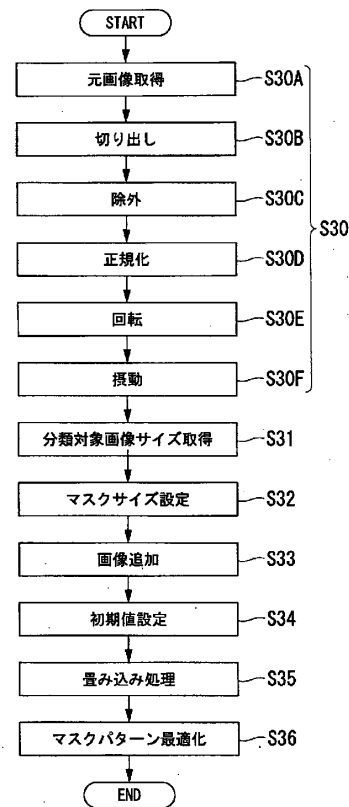 START
元画像取得 S30A
切り出し S30B
除外 S30C
S30
正規化 S30D
回転 S30E
摂動 S30F
分類対象画像サイズ取得 S31
マスクサイズ設定 S32
画像追加 S33
初期値設定 S34
畳み込み処理 S35
マスクパターン最適化 S36
END